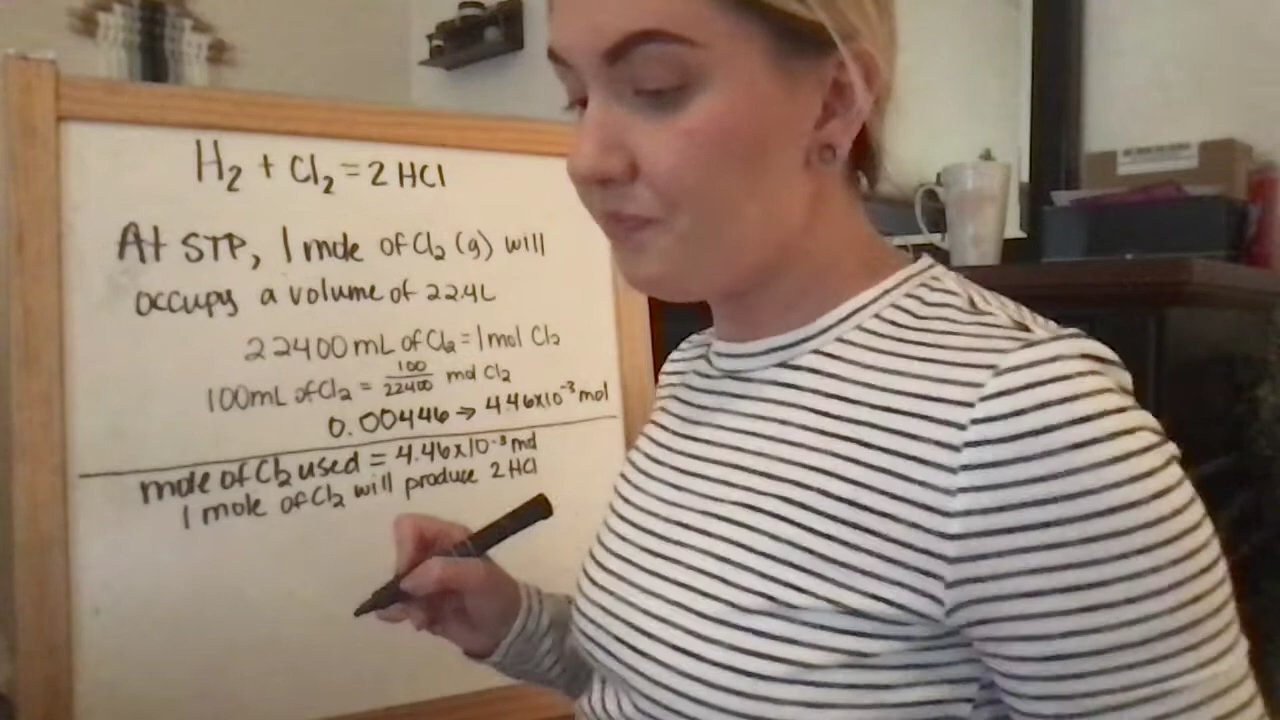 H₂ + Cl₂ = 2 HCl
At STP, 1 mole of Cl₂ (g) will
occupy a volume of 22.4L
22400 mL of Cl₂ = 1 mol Cl₂
100mL of Cl₂ = 100/22400 mol Cl₂
0.00446 → 4.46x10⁻³ mol
mole of Cl₂ used = 4.46x10⁻³ mol
1 mole of Cl₂ will produce 2 HCl